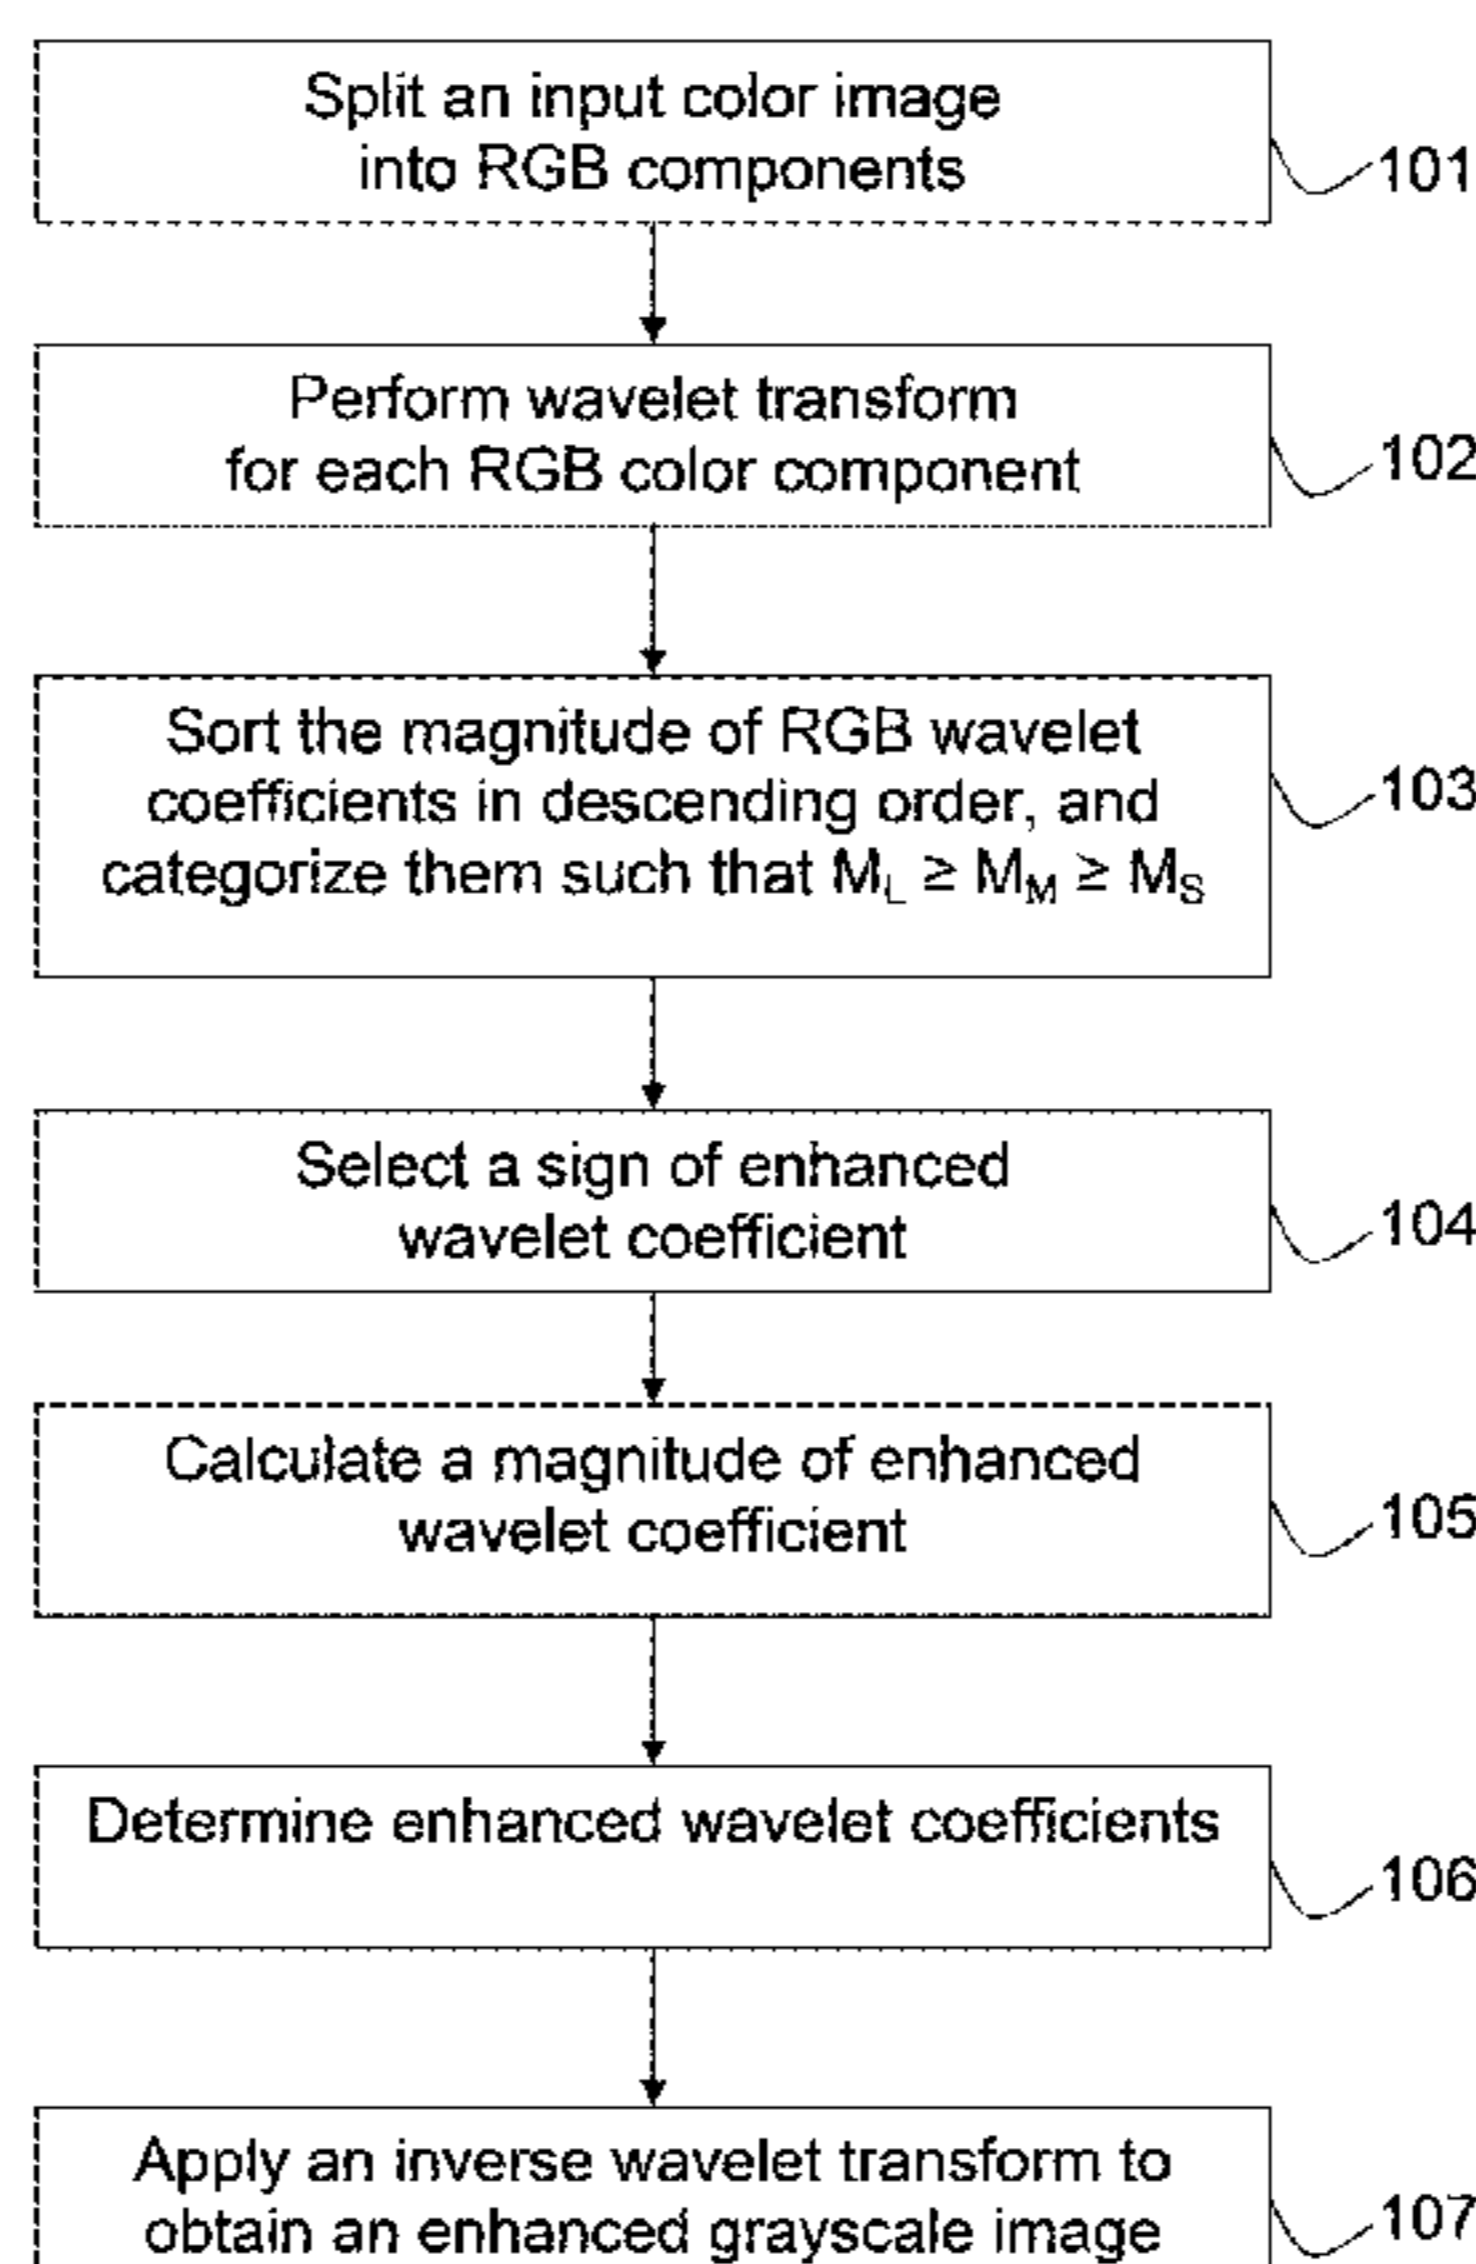 Split an input color image
into RGB components
101
Perform wavelet transform
for each RGB color component
102
Sort the magnitude of RGB wavelet
coefficients in descending order, and
categorize them such that M_L ≥ M_M ≥ M_S
103
Select a sign of enhanced
wavelet coefficient
104
Calculate a magnitude of enhanced
wavelet coefficient
105
Determine enhanced wavelet coefficients
106
Apply an inverse wavelet transform to
obtain an enhanced grayscale image
107